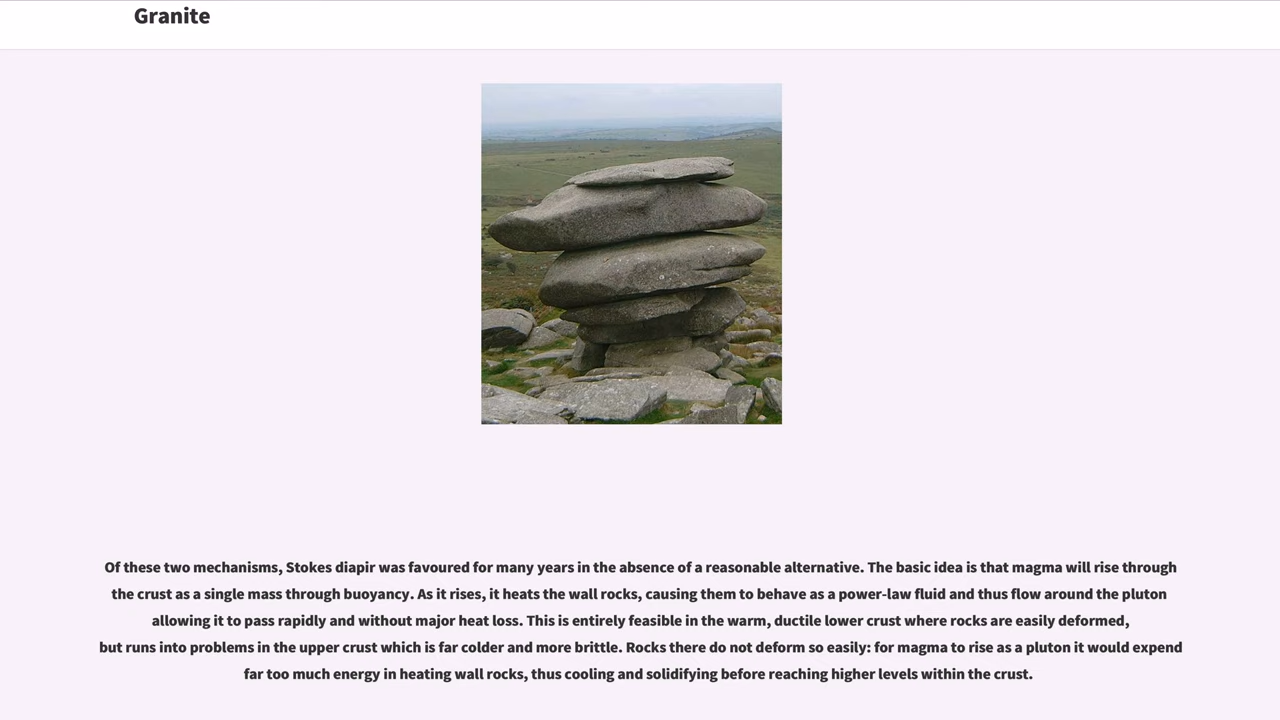 Granite
Of these two mechanisms, Stokes diapir was favoured for many years in the absence of a reasonable alternative. The basic idea is that magma will rise through
the crust as a single mass through buoyancy. As it rises, it heats the wall rocks, causing them to behave as a power-law fluid and thus flow around the pluton
allowing it to pass rapidly and without major heat loss. This is entirely feasible in the warm, ductile lower crust where rocks are easily deformed,
but runs into problems in the upper crust which is far colder and more brittle. Rocks there do not deform so easily: for magma to rise as a pluton it would expend
far too much energy in heating wall rocks, thus cooling and solidifying before reaching higher levels within the crust.